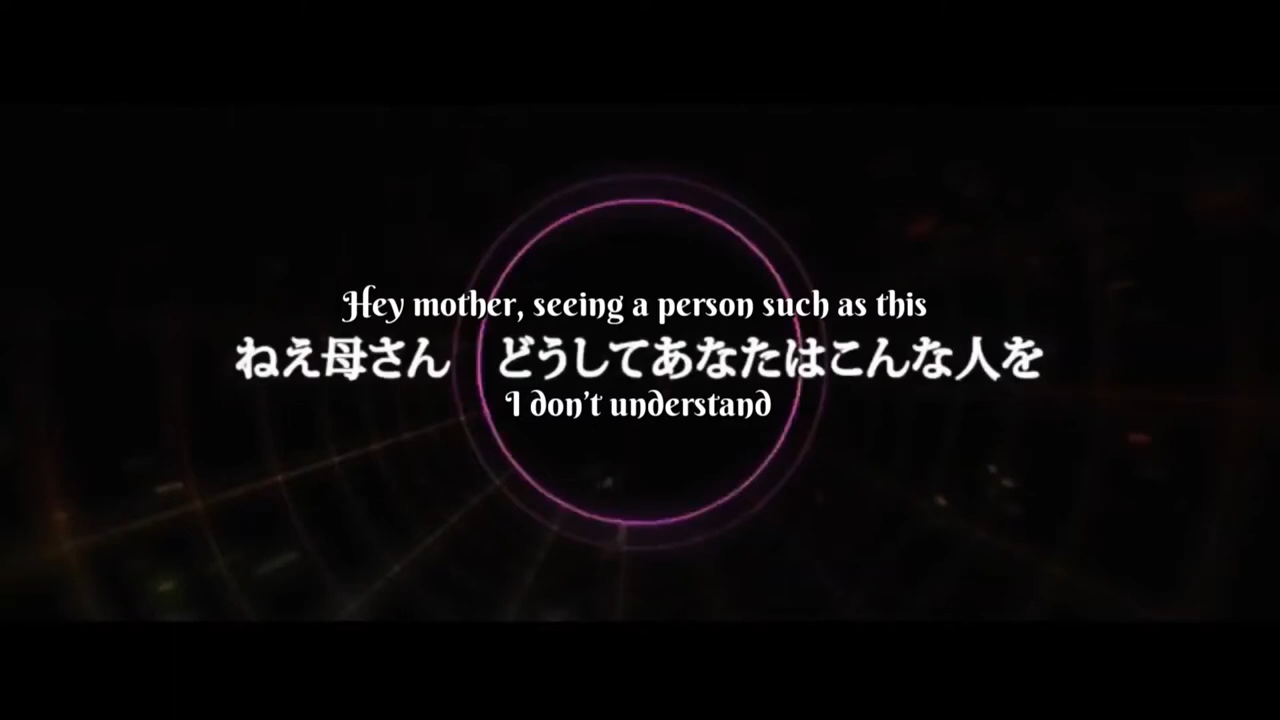 Hey mother, seeing a person such as this
ねえ母さん　どうしてあなたはこんな人を
I don't understand